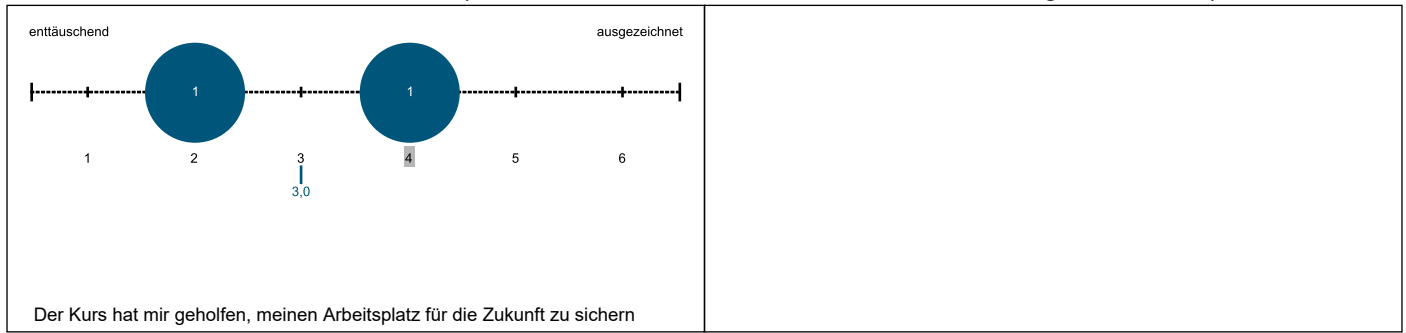 enttäuschend ausgezeichnet
1 1
1 2 3 4 5 6
3,0
Der Kurs hat mir geholfen, meinen Arbeitsplatz für die Zukunft zu sichern